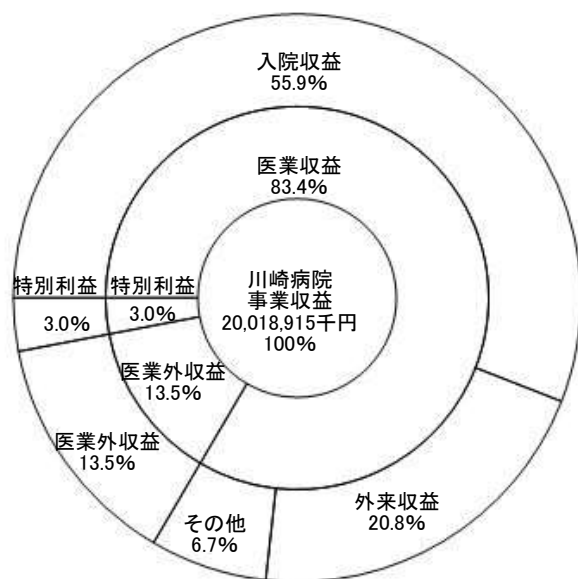 入院収益
55.9%
医業収益
83.4%
特別利益
3.0%
特別利益
3.0%
川崎病院
事業収益
20,018,915千円
100%
医業外収益
13.5%
医業外収益
13.5%
その他
6.7%
外来収益
20.8%